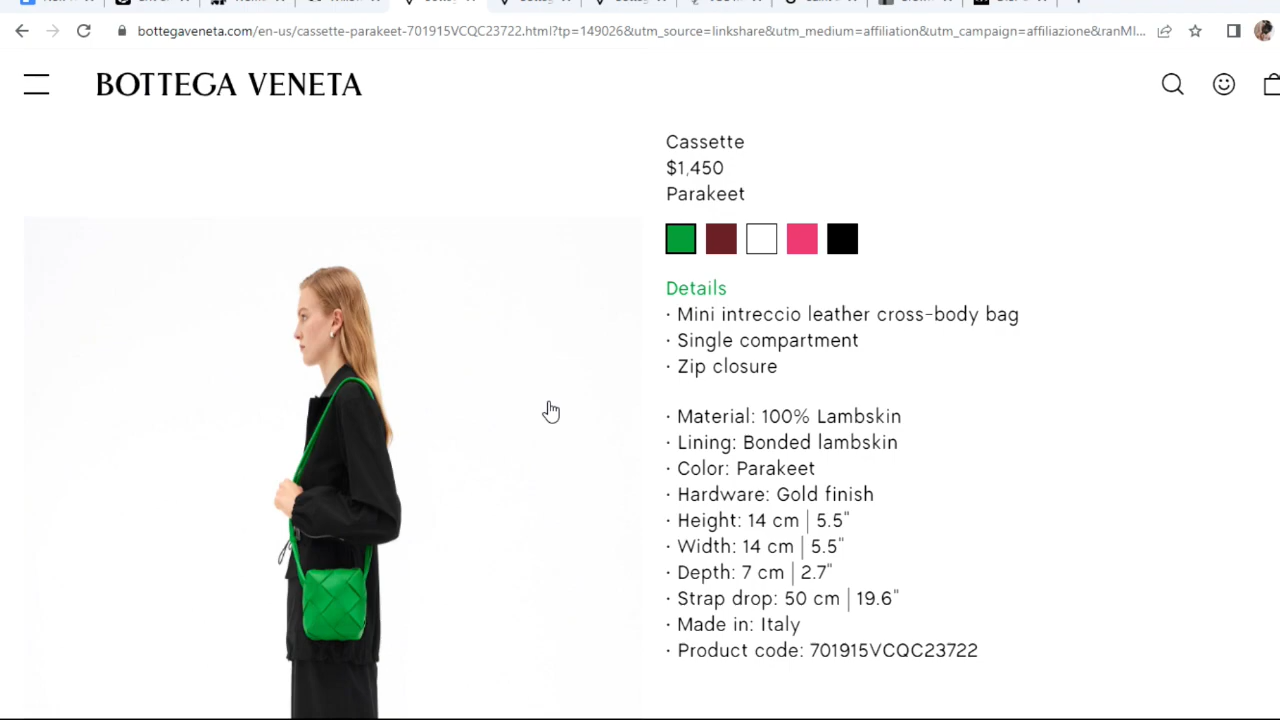 bottegaveneta.com/en-us/cassette-parakeet-701915VCQC23722.html?tp=149026&utm_source=linkshare&utm_medium=affiliation&utm_campaign=affiliazione&ranMI...
BOTTEGA VENETA
Cassette
$1,450
Parakeet
Details
· Mini intreccio leather cross-body bag
· Single compartment
· Zip closure
· Material: 100% Lambskin
· Lining: Bonded lambskin
· Color: Parakeet
· Hardware: Gold finish
· Height: 14 cm | 5.5"
· Width: 14 cm | 5.5"
· Depth: 7 cm | 2.7"
· Strap drop: 50 cm | 19.6"
· Made in: Italy
· Product code: 701915VCQC23722